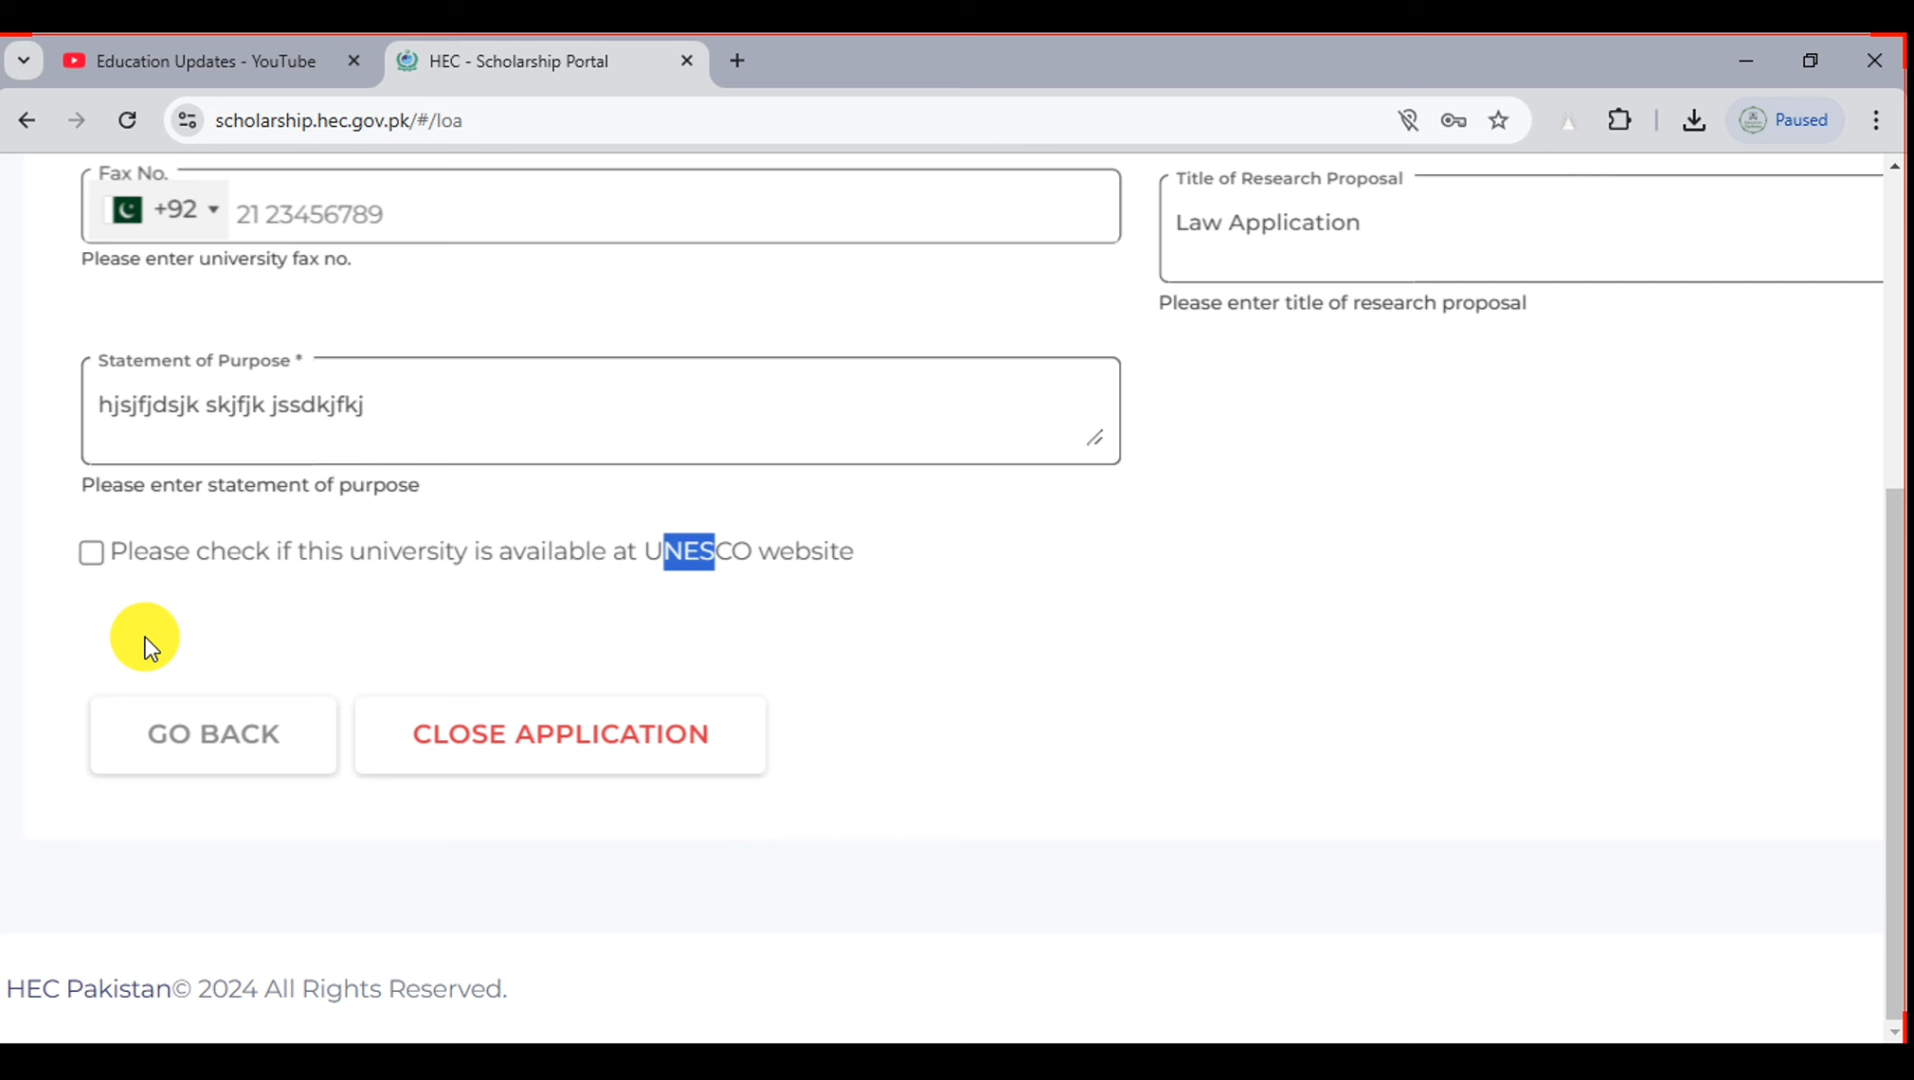 Education Updates - YouTube
HEC - Scholarship Portal
scholarship.hec.gov.pk/#/loa
Paused
Fax No.
+92
21 23456789
Please enter university fax no.
Title of Research Proposal
Law Application
Please enter title of research proposal
Statement of Purpose *
hjsjfjdsjk skjfjk jssdkjfkj
Please enter statement of purpose
Please check if this university is available at UNESCO website
GO BACK
CLOSE APPLICATION
HEC Pakistan© 2024 All Rights Reserved.